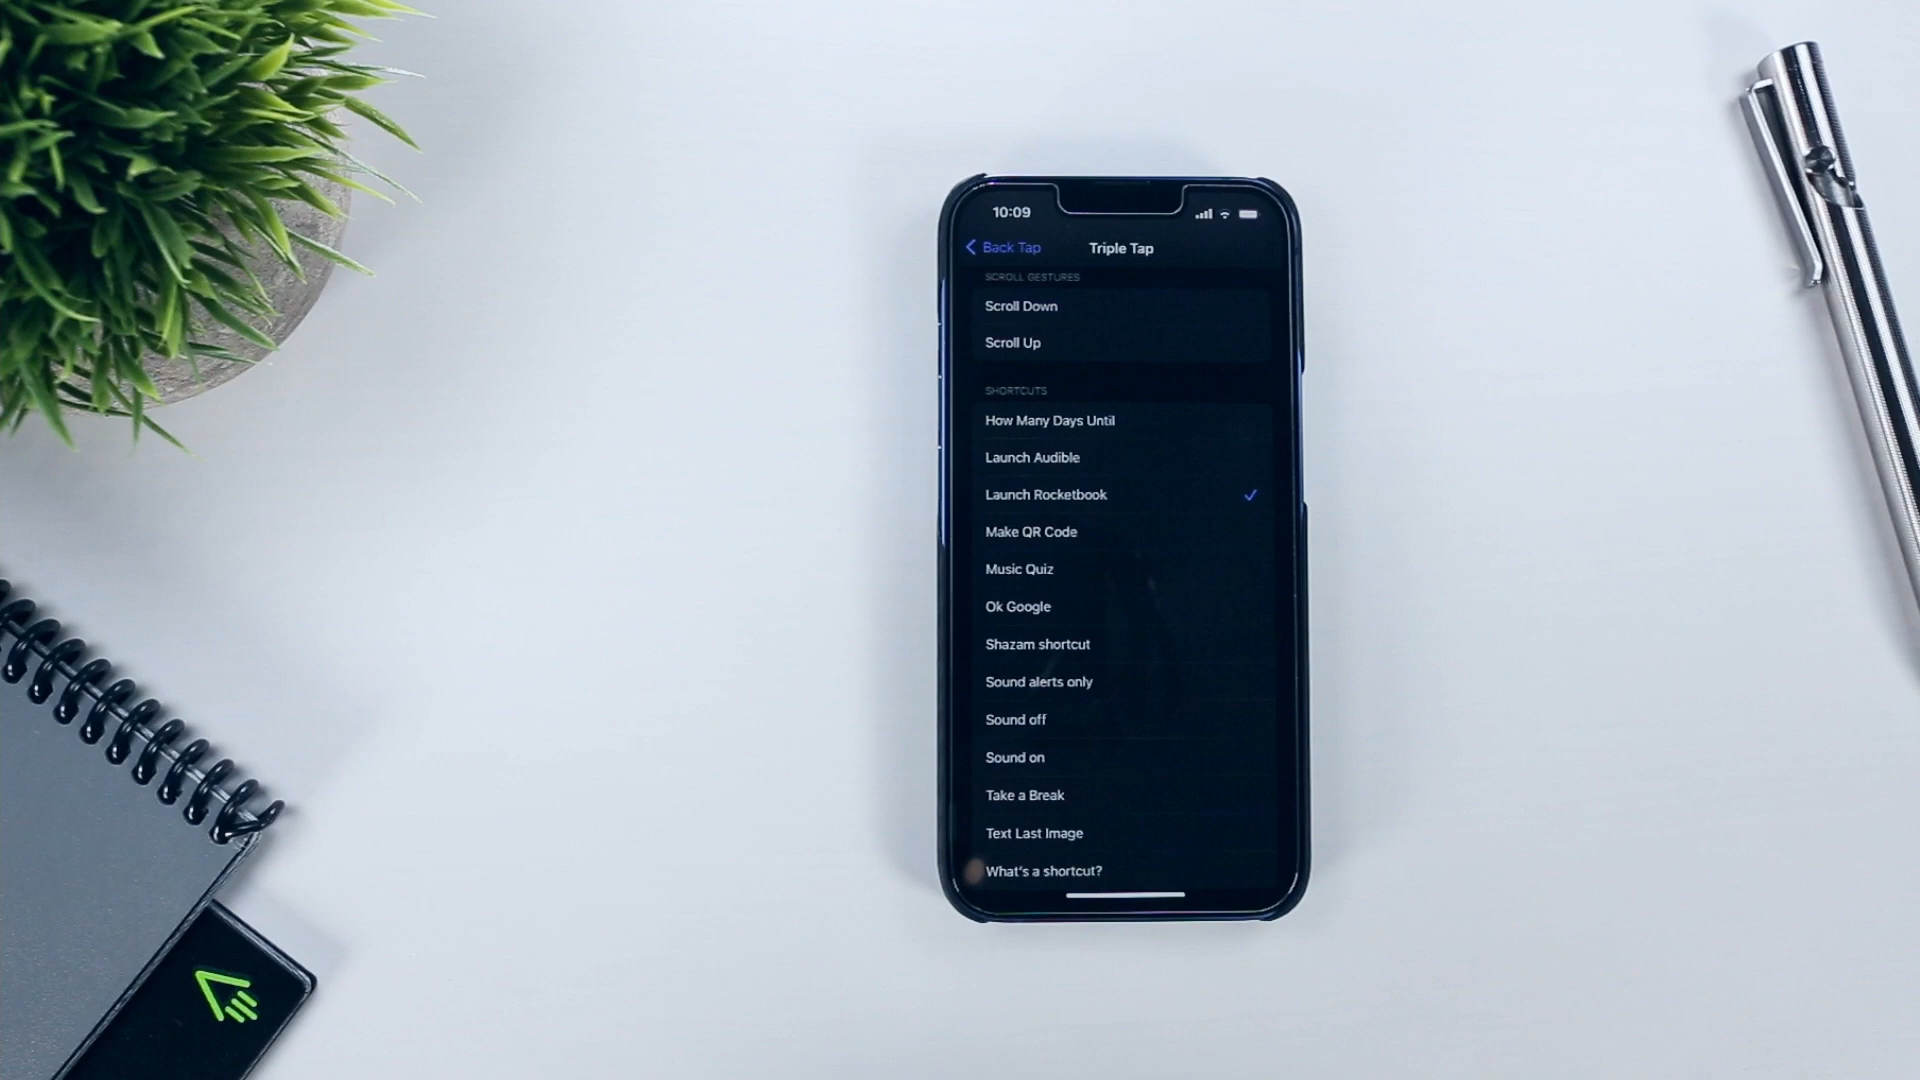 10:09
Back Tap
Triple Tap
SCROLL GESTURES
Scroll Down
Scroll Up
SHORTCUTS
How Many Days Until
Launch Audible
Launch Rocketbook
Make QR Code
Music Quiz
Ok Google
Shazam shortcut
Sound alerts only
Sound off
Sound on
Take a Break
Text Last Image
What's a shortcut?